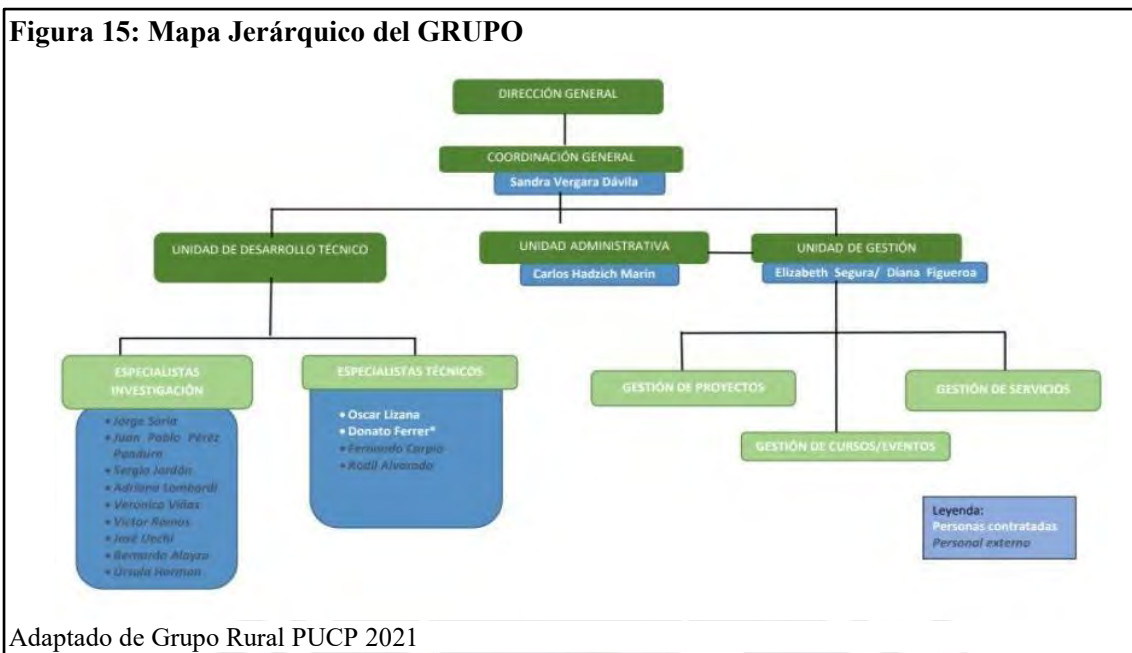 Figura 15: Mapa Jerárquico del GRUPO
DIRECCIÓN GENERAL
COORDINACIÓN GENERAL
Sandra Vergara Dávila
UNIDAD DE DESARROLLO TÉCNICO
UNIDAD ADMINISTRATIVA
Carlos Hadzich Marín
UNIDAD DE GESTIÓN
Elizabeth Segura/ Diana Figueroa
ESPECIALISTAS
INVESTIGACIÓN
• Jorge Soria
• Juan Pablo Pérez
Panduro
• Sergio Jardón
• Adriana Lombardi
• Verónica Viñas
• Victor Ramos
• José Uechi
• Bernardo Alayza
• Úrsula Harman
ESPECIALISTAS TÉCNICOS
• Oscar Lizana
• Donato Ferrer*
• Fernando Carpio
• Rodil Alvarado
GESTIÓN DE PROYECTOS
GESTIÓN DE SERVICIOS
GESTIÓN DE CURSOS/EVENTOS
Leyenda:
Personas contratadas
Personal externo
Adaptado de Grupo Rural PUCP 2021